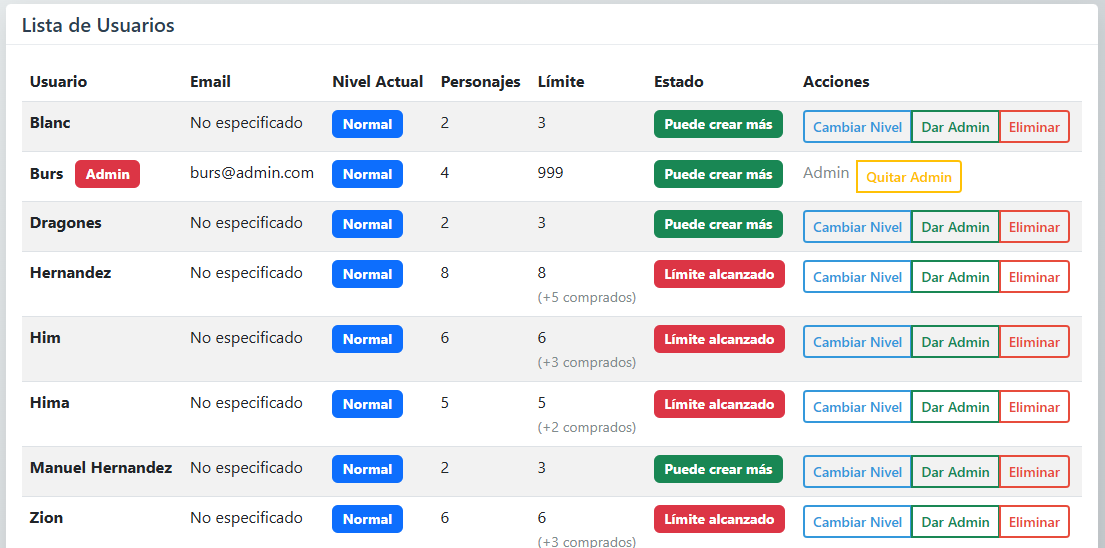 Lista de Usuarios
Usuario Email Nivel Actual Personajes Límite Estado Acciones
Blanc No especificado Normal 2 3 Puede crear más Cambiar Nivel Dar Admin Eliminar
Burs Admin burs@admin.com Normal 4 999 Puede crear más Admin Quitar Admin
Dragones No especificado Normal 2 3 Puede crear más Cambiar Nivel Dar Admin Eliminar
Hernandez No especificado Normal 8 8 Límite alcanzado Cambiar Nivel Dar Admin Eliminar
(+5 comprados)
Him No especificado Normal 6 6 Límite alcanzado Cambiar Nivel Dar Admin Eliminar
(+3 comprados)
Hima No especificado Normal 5 5 Límite alcanzado Cambiar Nivel Dar Admin Eliminar
(+2 comprados)
Manuel Hernandez No especificado Normal 2 3 Puede crear más Cambiar Nivel Dar Admin Eliminar
Zion No especificado Normal 6 6 Límite alcanzado Cambiar Nivel Dar Admin Eliminar
(+3 comprados)